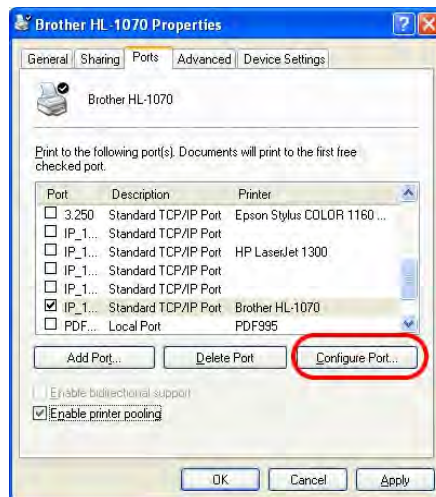 Brother HL-1070 Properties
General Sharing Ports Advanced Device Settings
Brother HL-1070
Print to the following port(s). Documents will print to the first free
checked port.
Port Description Printer
3.250 Standard TCP/IP Port Epson Stylus COLOR 1160 ...
IP_1... Standard TCP/IP Port
IP_1... Standard TCP/IP Port HP LaserJet 1300
IP_1... Standard TCP/IP Port
IP_1... Standard TCP/IP Port
IP_1... Standard TCP/IP Port Brother HL-1070
PDF... Local Port PDF995
Add Port... Delete Port Configure Port...
Enable bidirectional support
Enable printer pooling
OK Cancel Apply